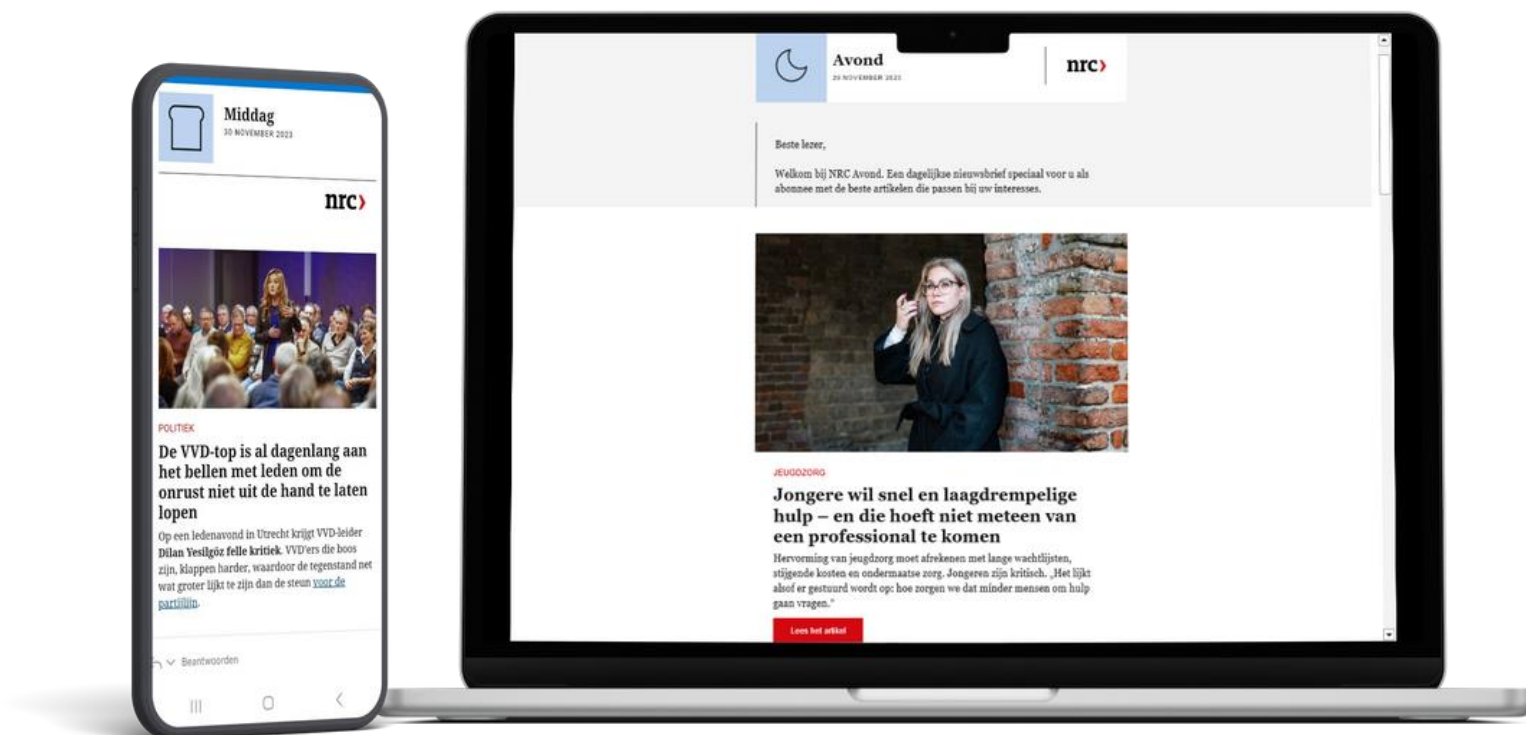 Middag
30 NOVEMBER 2023
nrc›
POLITIEK
De VVD-top is al dagenlang aan
het bellen met leden om de
onrust niet uit de hand te laten
lopen
Op een ledenavond in Utrecht krijgt VVD-leider
Dilan Yesilgöz felle kritiek. VVD'ers die boos
zijn, klappen harder, waardoor de tegenstand net
wat groter lijkt te zijn dan de steun voor de
partijlijn.
Beantwoorden
Avond
29 NOVEMBER 2023
nrc›
Beste lezer,
Welkom bij NRC Avond. Een dagelijkse nieuwsbrief speciaal voor u als
abonnee met de beste artikelen die passen bij uw interesses.
JEUGDZORG
Jongere wil snel en laagdrempelige
hulp – en die hoeft niet meteen van
een professional te komen
Hervorming van jeugdzorg moet afrekenen met lange wachtlijsten,
stijgende kosten en ondermaatse zorg. Jongeren zijn kritisch. „Het lijkt
alsof er gestuurd wordt op: hoe zorgen we dat minder mensen om hulp
gaan vragen."
Lees het artikel